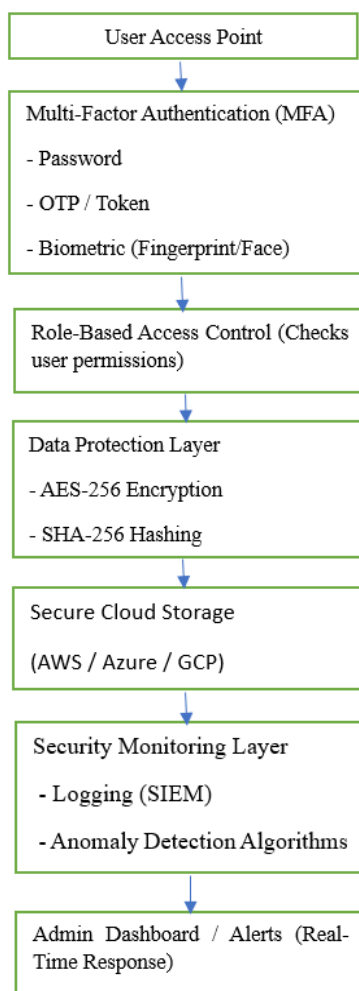 User Access Point
Multi-Factor Authentication (MFA)
- Password
- OTP / Token
- Biometric (Fingerprint/Face)
Role-Based Access Control (Checks
user permissions)
Data Protection Layer
- AES-256 Encryption
- SHA-256 Hashing
Secure Cloud Storage
(AWS / Azure / GCP)
Security Monitoring Layer
- Logging (SIEM)
- Anomaly Detection Algorithms
Admin Dashboard / Alerts (Real-
Time Response)